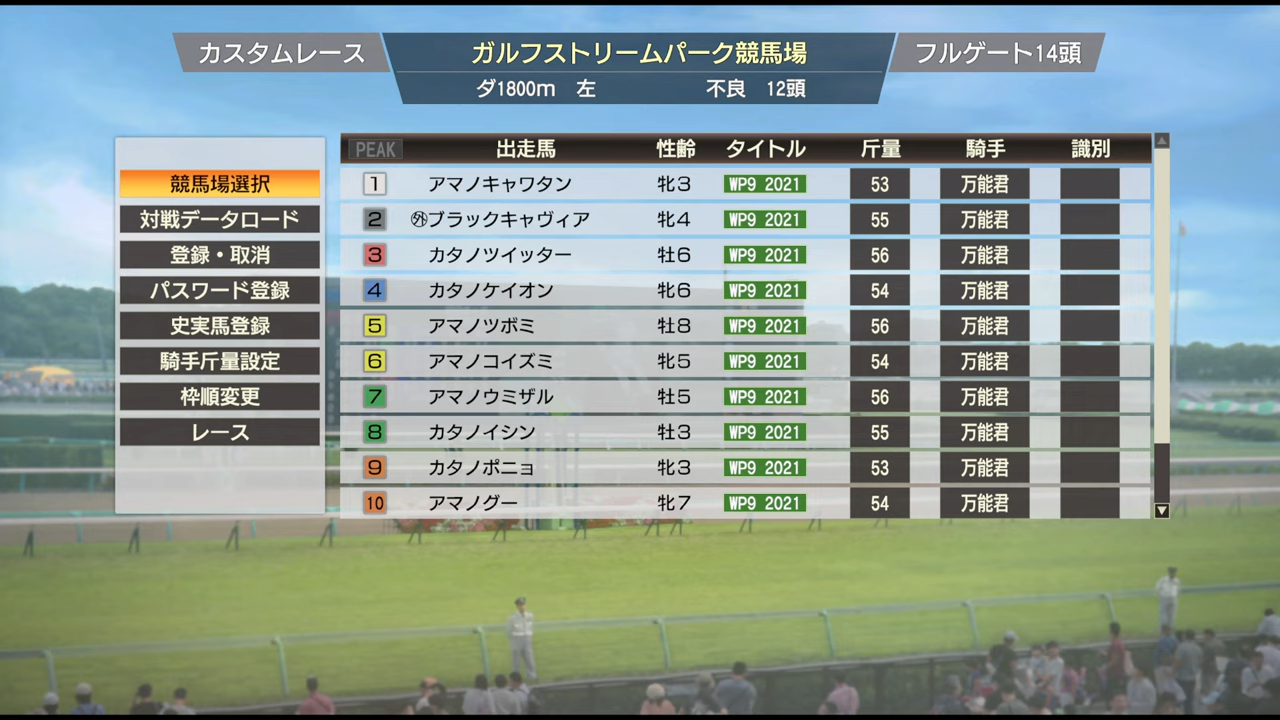 カスタムレース ガルフストリームパーク競馬場 フルゲート14頭
ダ1800m 左 不良 12頭
PEAK 出走馬 性齢 タイトル 斤量 騎手 識別
競馬場選択
対戦データロード
登録・取消
パスワード登録
史実馬登録
騎手斤量設定
枠順変更
レース
1 アマノキャワタン 牝3 WP9 2021 53 万能君
2 ㊕ブラックキャヴィア 牝4 WP9 2021 55 万能君
3 カタノツイッター 牡6 WP9 2021 56 万能君
4 カタノケイオン 牝6 WP9 2021 54 万能君
5 アマノツボミ 牡8 WP9 2021 56 万能君
6 アマノコイズミ 牝5 WP9 2021 54 万能君
7 アマノウミザル 牡5 WP9 2021 56 万能君
8 カタノイシン 牡3 WP9 2021 55 万能君
9 カタノポニョ 牝3 WP9 2021 53 万能君
10 アマノグー 牝7 WP9 2021 54 万能君